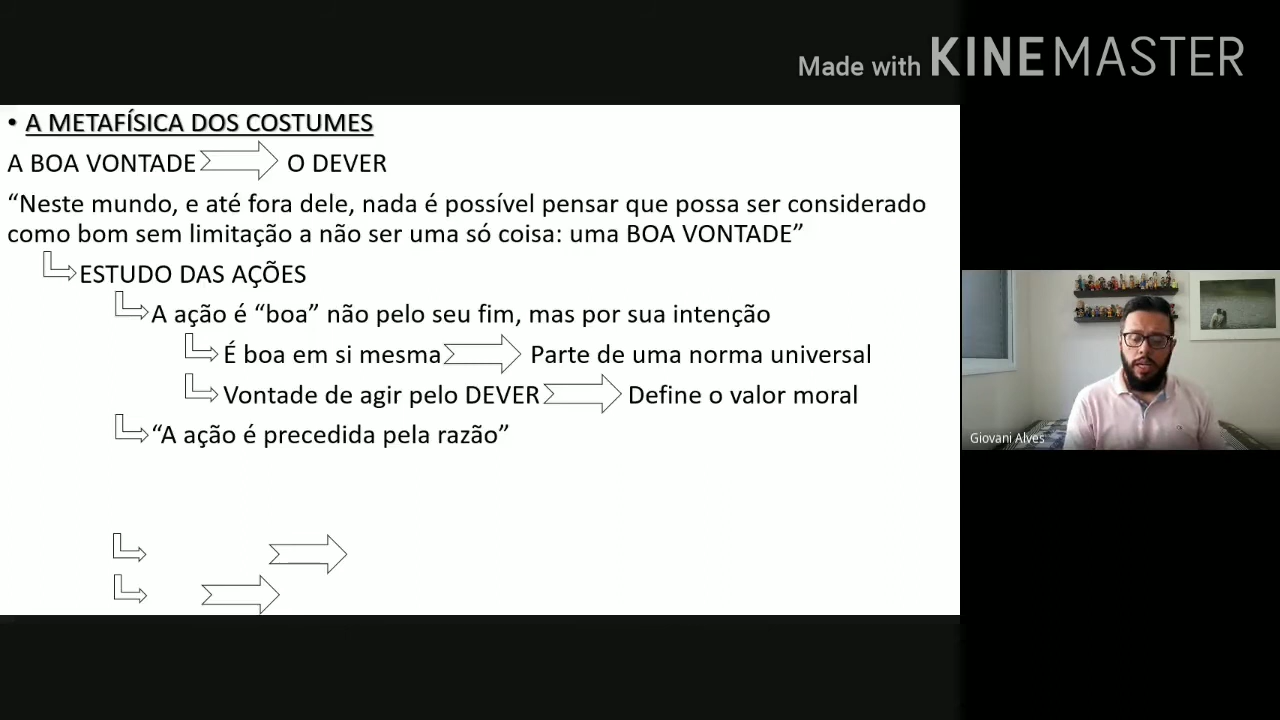 Made with KINEMASTER
• A METAFÍSICA DOS COSTUMES
A BOA VONTADE O DEVER
“Neste mundo, e até fora dele, nada é possível pensar que possa ser considerado
como bom sem limitação a não ser uma só coisa: uma BOA VONTADE”
ESTUDO DAS AÇÕES
A ação é “boa” não pelo seu fim, mas por sua intenção
É boa em si mesma Parte de uma norma universal
Vontade de agir pelo DEVER Define o valor moral
“A ação é precedida pela razão”
Giovani Alves